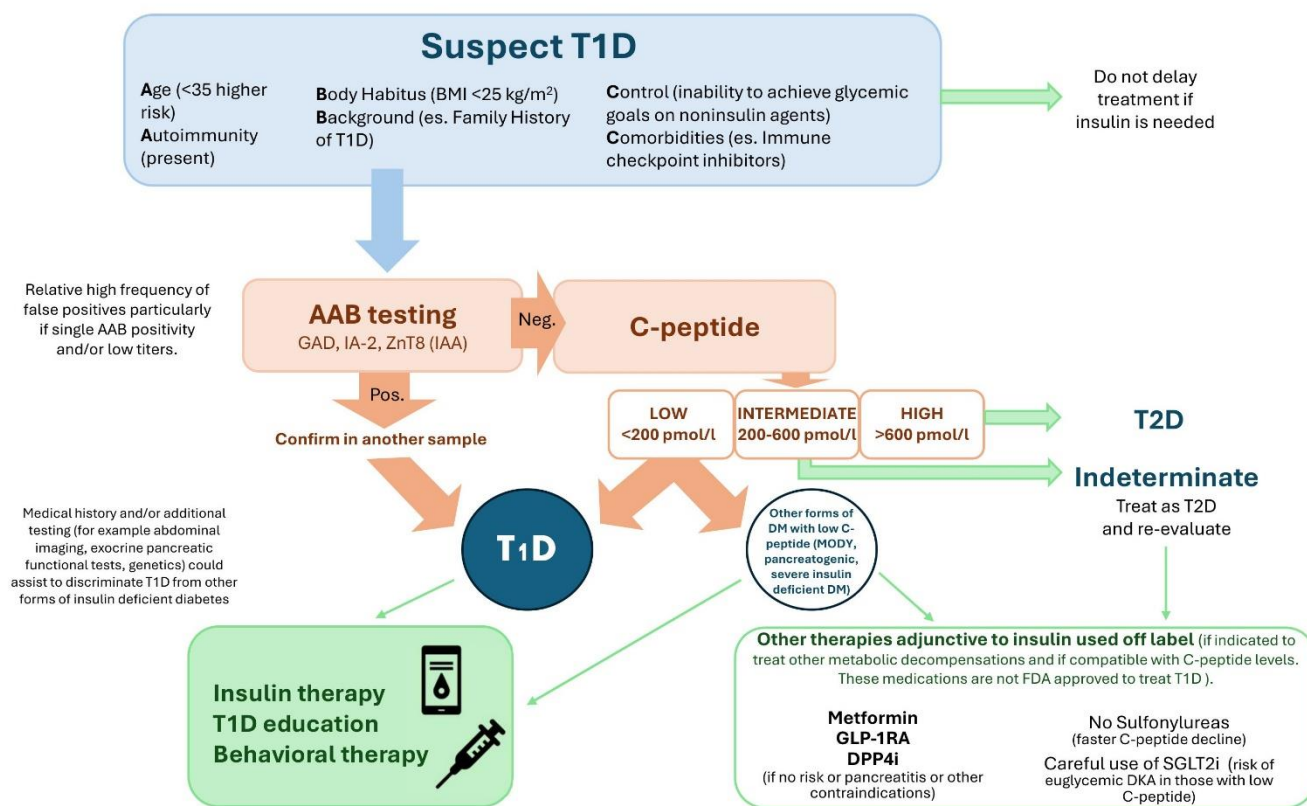 Suspect T1D
Age (<35 higher
risk)
Autoimmunity
(present)
Body Habitus (BMI <25 kg/m²)
Background (es. Family History
of T1D)
Control (inability to achieve glycemic
goals on noninsulin agents)
Comorbidities (es. Immune
checkpoint inhibitors)
Do not delay
treatment if
insulin is needed
Relative high frequency of
false positives particularly
if single AAB positivity
and/or low titers.
AAB testing
GAD, IA-2, ZnT8 (IAA)
Neg.
C-peptide
Pos.
Confirm in another sample
LOW
<200 pmol/l
INTERMEDIATE
200-600 pmol/l
HIGH
>600 pmol/l
T2D
Indeterminate
Treat as T2D
and re-evaluate
Medical history and/or additional
testing (for example abdominal
imaging, exocrine pancreatic
functional tests, genetics) could
assist to discriminate T1D from other
forms of insulin deficient diabetes
T1D
Other forms of
DM with low C-
peptide (MODY,
pancreatogenic,
severe insulin
deficient DM)
Insulin therapy
T1D education
Behavioral therapy
Other therapies adjunctive to insulin used off label (if indicated to
treat other metabolic decompensations and if compatible with C-peptide levels.
These medications are not FDA approved to treat T1D ).
Metformin
GLP-1RA
DPP4i
(if no risk or pancreatitis or other
contraindications)
No Sulfonylureas
(faster C-peptide decline)
Careful use of SGLT2i (risk of
euglycemic DKA in those with low
C-peptide)